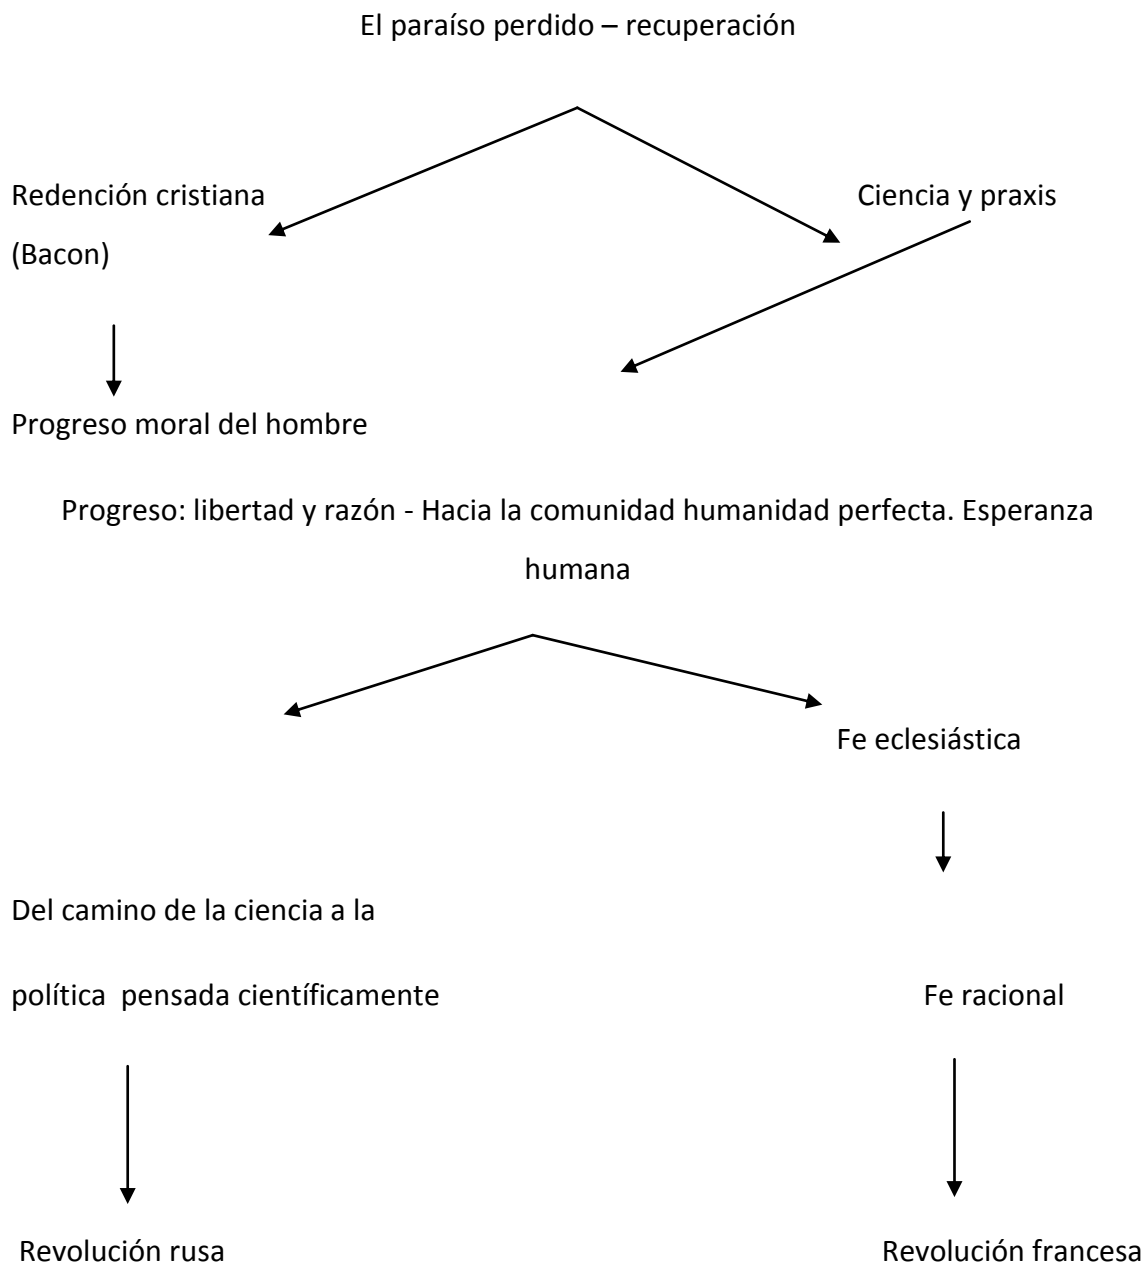 El paraíso perdido – recuperación
Redención cristiana
Ciencia y praxis
(Bacon)
Progreso moral del hombre
Progreso: libertad y razón - Hacia la comunidad humanidad perfecta. Esperanza
humana
Fe eclesiástica
Del camino de la ciencia a la
política  pensada científicamente
Fe racional
Revolución rusa
Revolución francesa